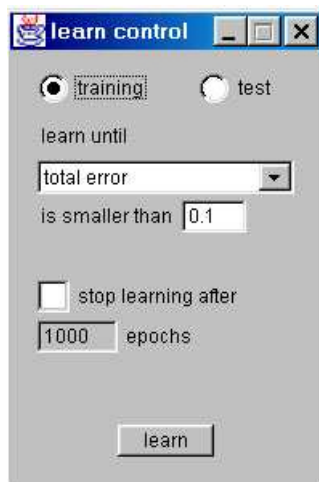 learn control
training test
learn until
total error
is smaller than 0.1
stop learning after
1000 epochs
learn